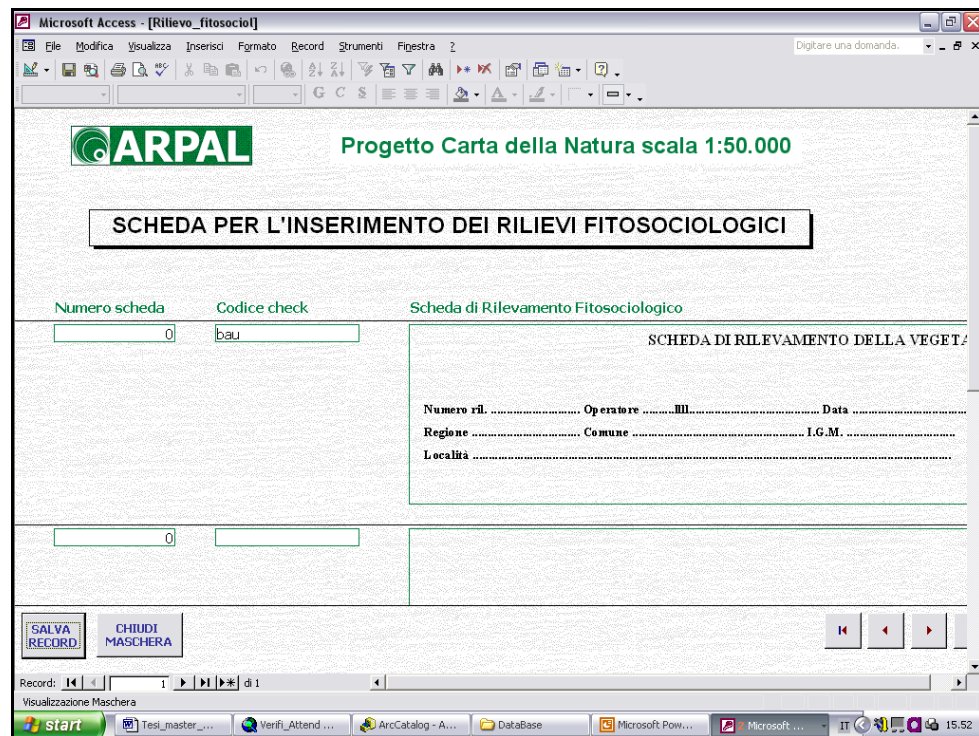 Microsoft Access - [Rilievo_fitosociol]
File Modifica Visualizza Inserisci Formato Record Strumenti Finestra ?
Digitare una domanda.
G C S
ARPAL
Progetto Carta della Natura scala 1:50.000
SCHEDA PER L'INSERIMENTO DEI RILIEVI FITOSOCIOLOGICI
Numero scheda Codice check Scheda di Rilevamento Fitosociologico
0 bau
SCHEDA DI RILEVAMENTO DELLA VEGETA
Numero ril. ............................ Operatore ..........llll......................................... Data ....................................
Regione .................................. Comune ...................................................... I.G.M. ..................................
Località ......................................................................................................................................................
0
SALVA RECORD
CHIUDI MASCHERA
Record: 1 di 1
Visualizzazione Maschera
start Tesi_master_... Verifi_Attend ... ArcCatalog - A... DataBase Microsoft Pow... 2 Microsoft ... IT 15.52